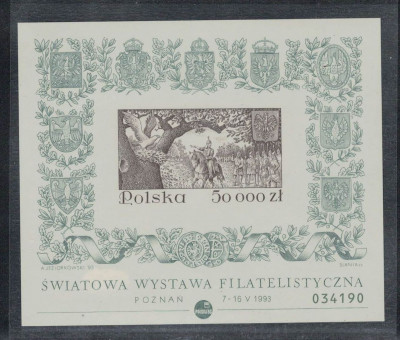 Polska 50 000 zł
ŚWIATOWA WYSTAWA FILATELISTYCZNA
POZNAŃ 7-16 V 1993
034190